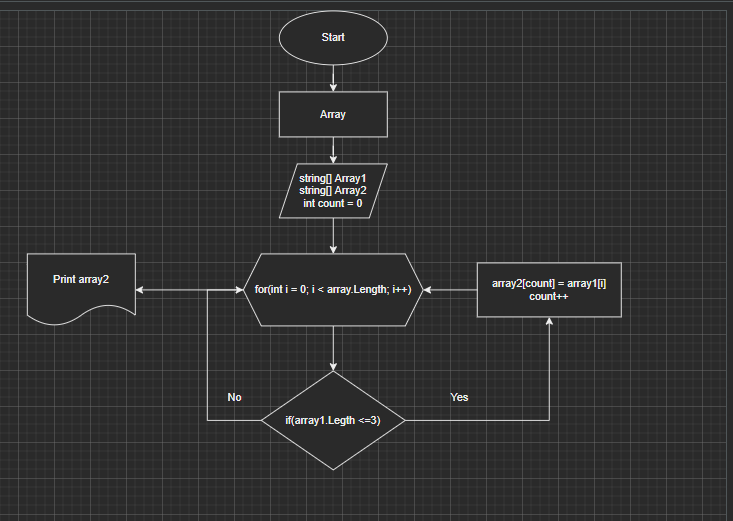 Start
Array
string[] Array1
string[] Array2
int count = 0
for(int i = 0; i < array.Length; i++)
Print array2
array2[count] = array1[i]
count++
No
Yes
if(array1.Legth <=3)